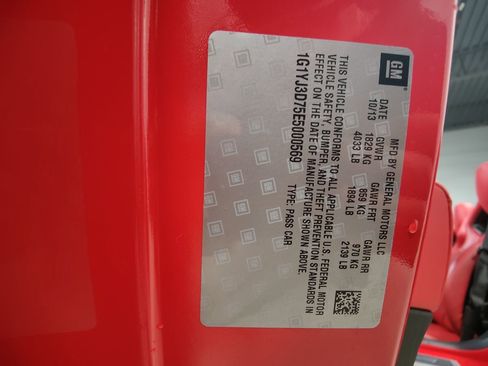 GM
MFD BY GENERAL MOTORS LLC
DATE GVWR GAWR FRT GAWR RR
10/13 1829 KG 859 KG 970 KG
4033 LB 1894 LB 2139 LB
THIS VEHICLE CONFORMS TO ALL APPLICABLE U.S. FEDERAL MOTOR
VEHICLE SAFETY, BUMPER, AND THEFT PREVENTION STANDARDS IN
EFFECT ON THE DATE OF MANUFACTURE SHOWN ABOVE.
1G1YJ3D75E5000569 TYPE: PASS CAR